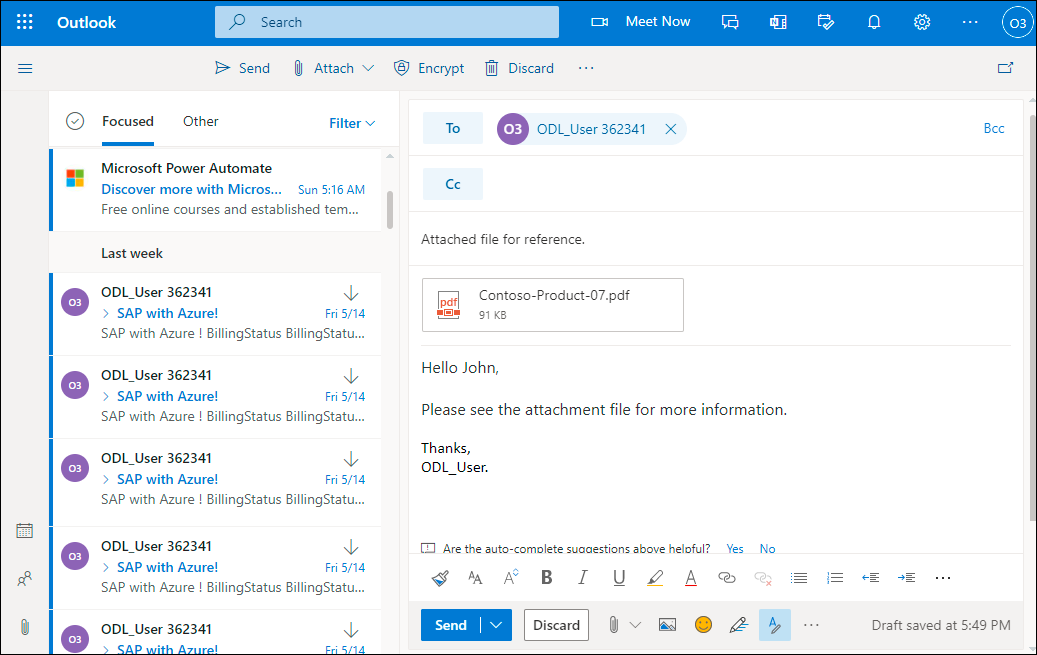 Outlook
Search
Meet Now
O3
Send
Attach
Encrypt
Discard
Focused
Other
Filter
Microsoft Power Automate
Discover more with Micros...
Sun 5:16 AM
Free online courses and established tem...
Last week
O3
ODL_User 362341
> SAP with Azure!
Fri 5/14
SAP with Azure ! BillingStatus BillingStatu...
O3
ODL_User 362341
> SAP with Azure!
Fri 5/14
SAP with Azure ! BillingStatus BillingStatu...
O3
ODL_User 362341
> SAP with Azure!
Fri 5/14
SAP with Azure ! BillingStatus BillingStatu...
O3
ODL_User 362341
> SAP with Azure!
Fri 5/14
SAP with Azure ! BillingStatus BillingStatu...
O3
ODL_User 362341
> SAP with Azure!
Fri 5/14
To
O3
ODL_User 362341
Bcc
Cc
Attached file for reference.
pdf
Contoso-Product-07.pdf
91 KB
Hello John,
Please see the attachment file for more information.
Thanks,
ODL_User.
Are the auto-complete suggestions above helpful?
Yes
No
Send
Discard
Draft saved at 5:49 PM